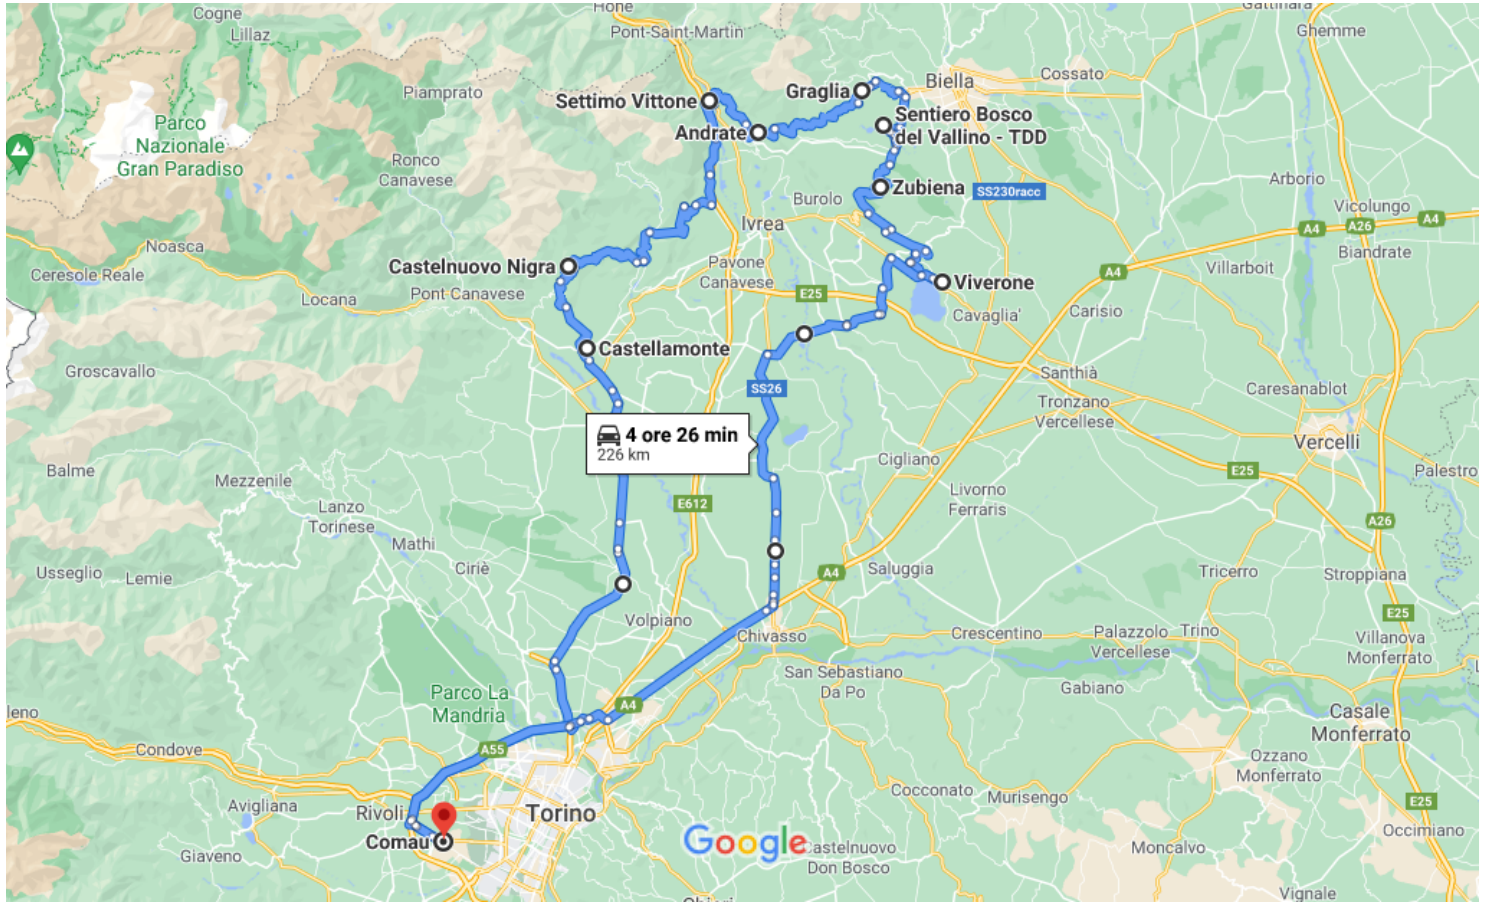 Cogne
Lillaz
Hône
Pont-Saint-Martin
Gattinara
Ghemme
Piamprato
Settimo Vittone
Graglia
Biella
Cossato
Parco
Nazionale
Gran Paradiso
Andrate
Sentiero Bosco
del Vallino - TDD
Ronco
Canavese
Zubiena
SS230racc
Arborio
Burolo
Vicolungo
Ivrea
A4
A26
A4
Noasca
Biandrate
Castelnuovo Nigra
Pavone
Canavese
Villarboit
Ceresole Reale
A4
Locana
Pont Canavese
E25
Viverone
Cavaglia'
Carisio
Castellamonte
Groscavallo
Santhià
SS26
Caresanablot
Tronzano
Vercellese
4 ore 26 min
226 km
Vercelli
Cigliano
Balme
Mezzenile
E25
Palestro
Livorno
Ferraris
E612
Lanzo
Torinese
A26
Mathi
Usseglio
Lemie
Ciriè
A4
Saluggia
Tricerro
Stroppiana
E25
Volpiano
Chivasso
Crescentino
Palazzolo
Vercellese
Trino
Villanova
Monferrato
San Sebastiano
Da Po
Gabiano
Parco La
Mandria
A4
leno
Casale
Monferrato
Condove
A55
Ozzano
Monferrato
Avigliana
Rivoli
Torino
Cocconato
Murisengo
E25
Comau
Google
Occimiano
Giaveno
Castelnuovo
Don Bosco
Moncalvo
Vignale